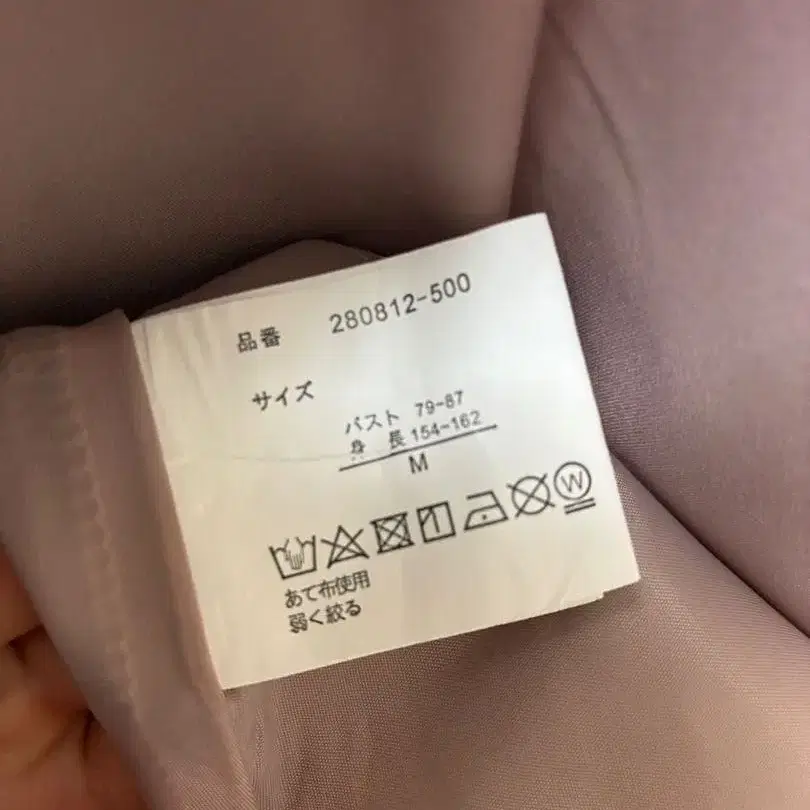 品番 280812-500
サイズ
バスト 79-87
身長 154-162
M
W
あて布使用
弱く絞る